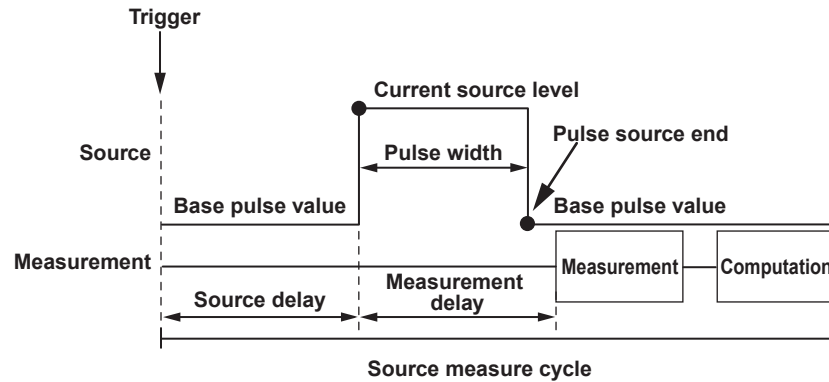 Trigger
Current source level
Pulse source end
Source
Pulse width
Base pulse value
Base pulse value
Measurement
Measurement
Computation
Source delay
Measurement
delay
Source measure cycle